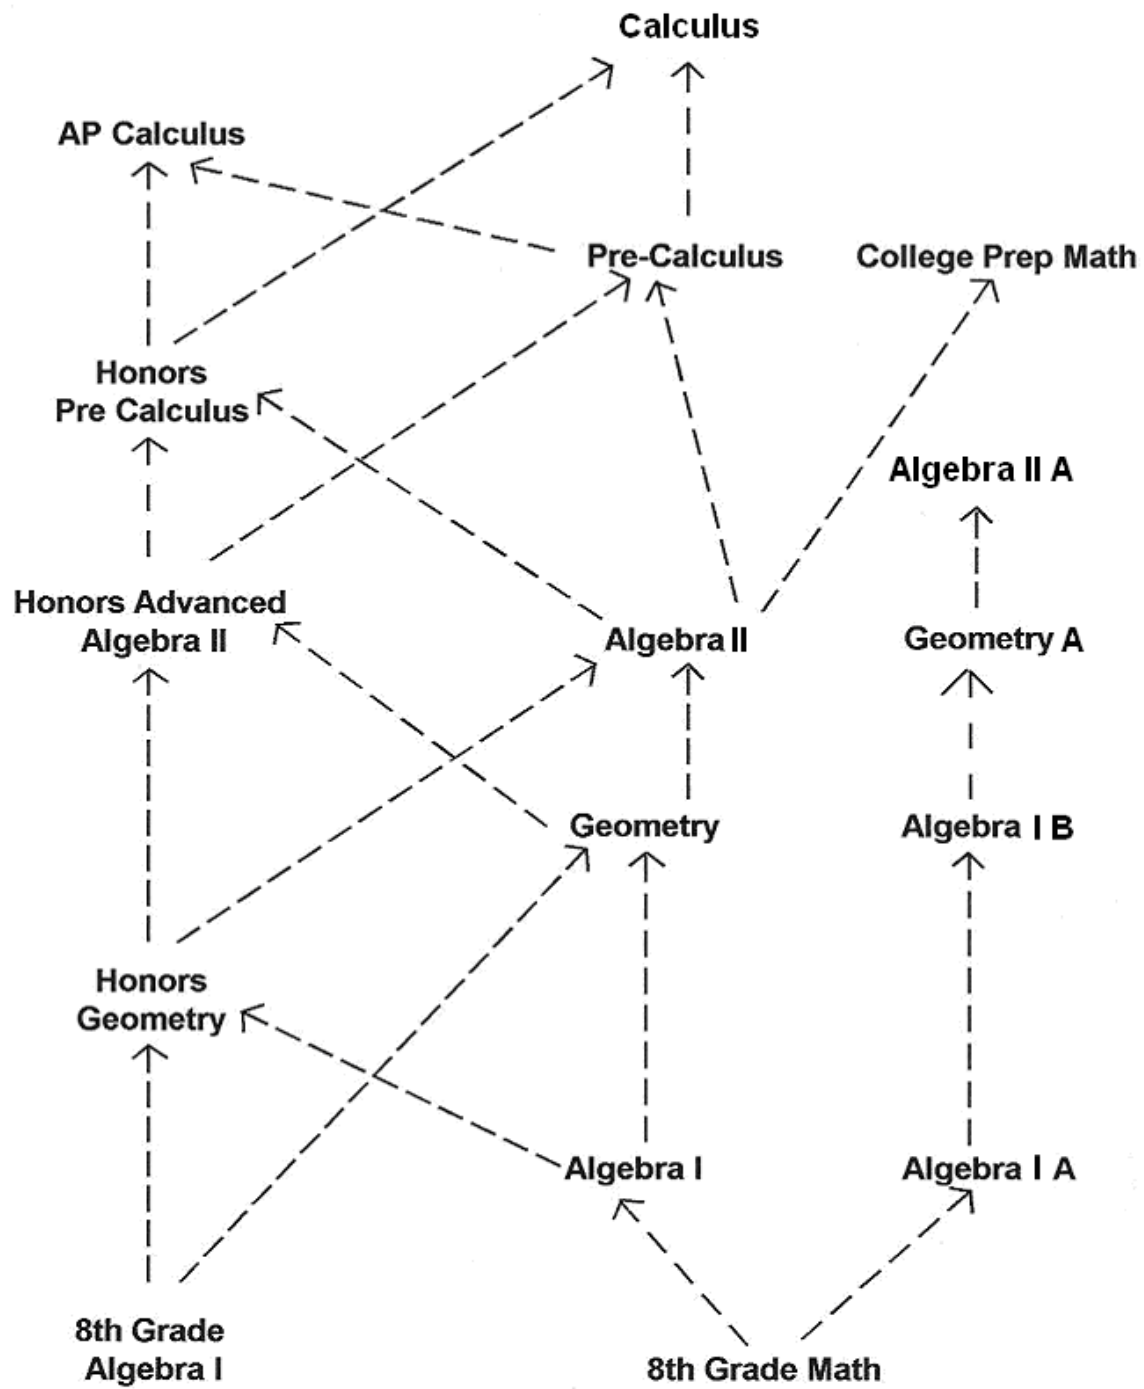 Calculus
AP Calculus
Pre-Calculus
College Prep Math
Honors
Pre Calculus
Algebra II A
Honors Advanced
Algebra II
Algebra II
Geometry A
Geometry
Algebra I B
Honors
Geometry
Algebra I
Algebra I A
8th Grade
Algebra I
8th Grade Math